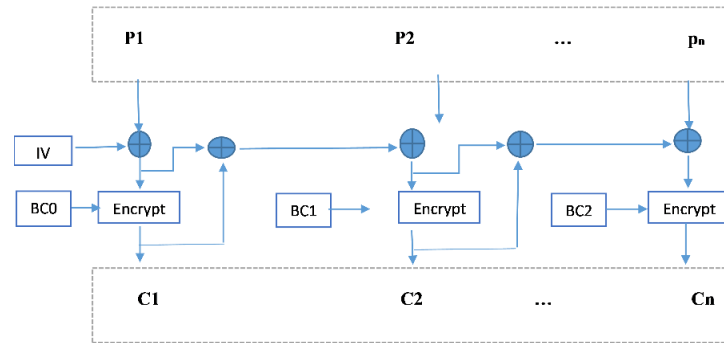 P1 P2 ... pₙ
IV
BC0 Encrypt BC1 Encrypt BC2 Encrypt
C1 C2 ... Cn